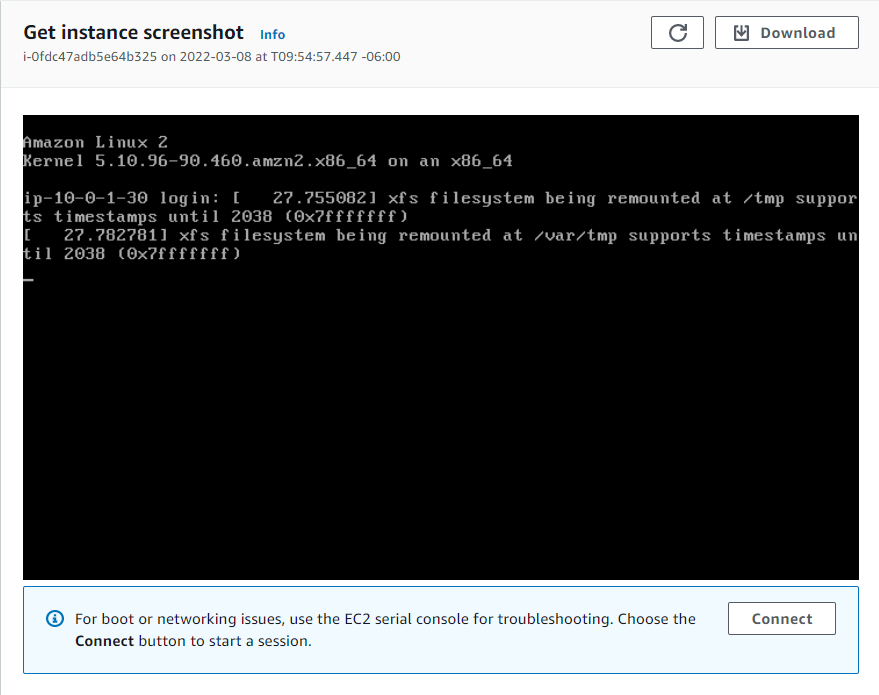 Get instance screenshot Info
i-0fdc47adb5e64b325 on 2022-03-08 at T09:54:57.447 -06:00
Download
Amazon Linux 2
Kernel 5.10.96-90.460.amzn2.x86_64 on an x86_64
ip-10-0-1-30 login: [   27.755082] xfs filesystem being remounted at /tmp suppor
ts timestamps until 2038 (0x7fffffff)
[   27.782781] xfs filesystem being remounted at /var/tmp supports timestamps un
til 2038 (0x7fffffff)
For boot or networking issues, use the EC2 serial console for troubleshooting. Choose the
Connect button to start a session.
Connect